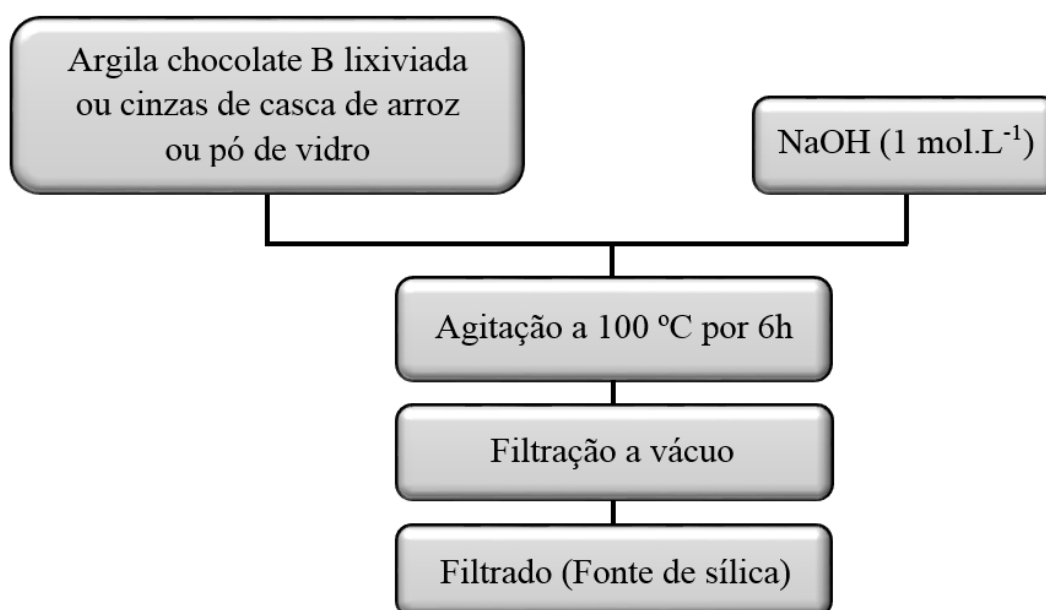 Argila chocolate B lixiviada
ou cinzas de casca de arroz
ou pó de vidro
NaOH (1 mol.L⁻¹)
Agitação a 100 ºC por 6h
Filtração a vácuo
Filtrado (Fonte de sílica)